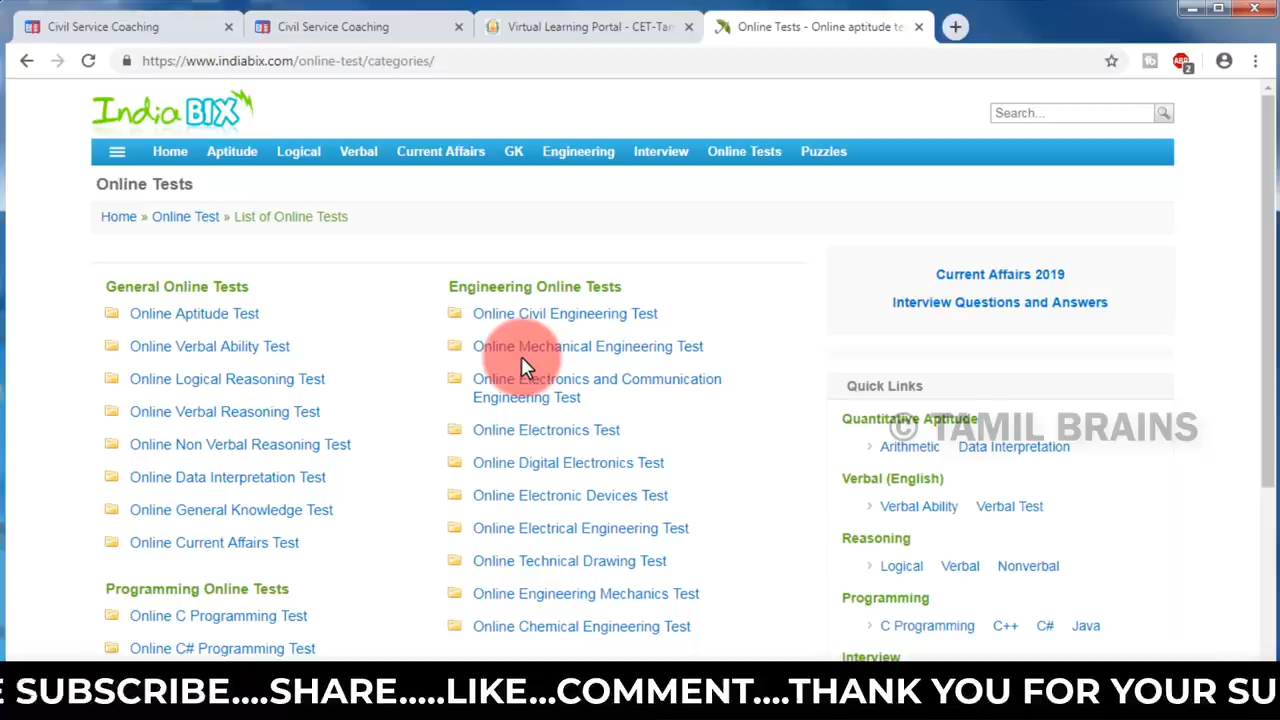 Civil Service Coaching
Civil Service Coaching
Virtual Learning Portal - CET-Tam
Online Tests - Online aptitude te
https://www.indiabix.com/online-test/categories/
ABP
2
IndiaBIX
Search...
Home
Aptitude
Logical
Verbal
Current Affairs
GK
Engineering
Interview
Online Tests
Puzzles
Online Tests
Home » Online Test » List of Online Tests
General Online Tests
Online Aptitude Test
Online Verbal Ability Test
Online Logical Reasoning Test
Online Verbal Reasoning Test
Online Non Verbal Reasoning Test
Online Data Interpretation Test
Online General Knowledge Test
Online Current Affairs Test
Programming Online Tests
Online C Programming Test
Online C# Programming Test
Engineering Online Tests
Online Civil Engineering Test
Online Mechanical Engineering Test
Online Electronics and Communication
Engineering Test
Online Electronics Test
Online Digital Electronics Test
Online Electronic Devices Test
Online Electrical Engineering Test
Online Technical Drawing Test
Online Engineering Mechanics Test
Online Chemical Engineering Test
Current Affairs 2019
Interview Questions and Answers
Quick Links
Quantitative Aptitude
© TAMIL BRAINS
Arithmetic Data Interpretation
Verbal (English)
Verbal Ability Verbal Test
Reasoning
Logical Verbal Nonverbal
Programming
C Programming C++ C# Java
Interview
E SUBSCRIBE....SHARE.....LIKE...COMMENT....THANK YOU FOR YOUR SU